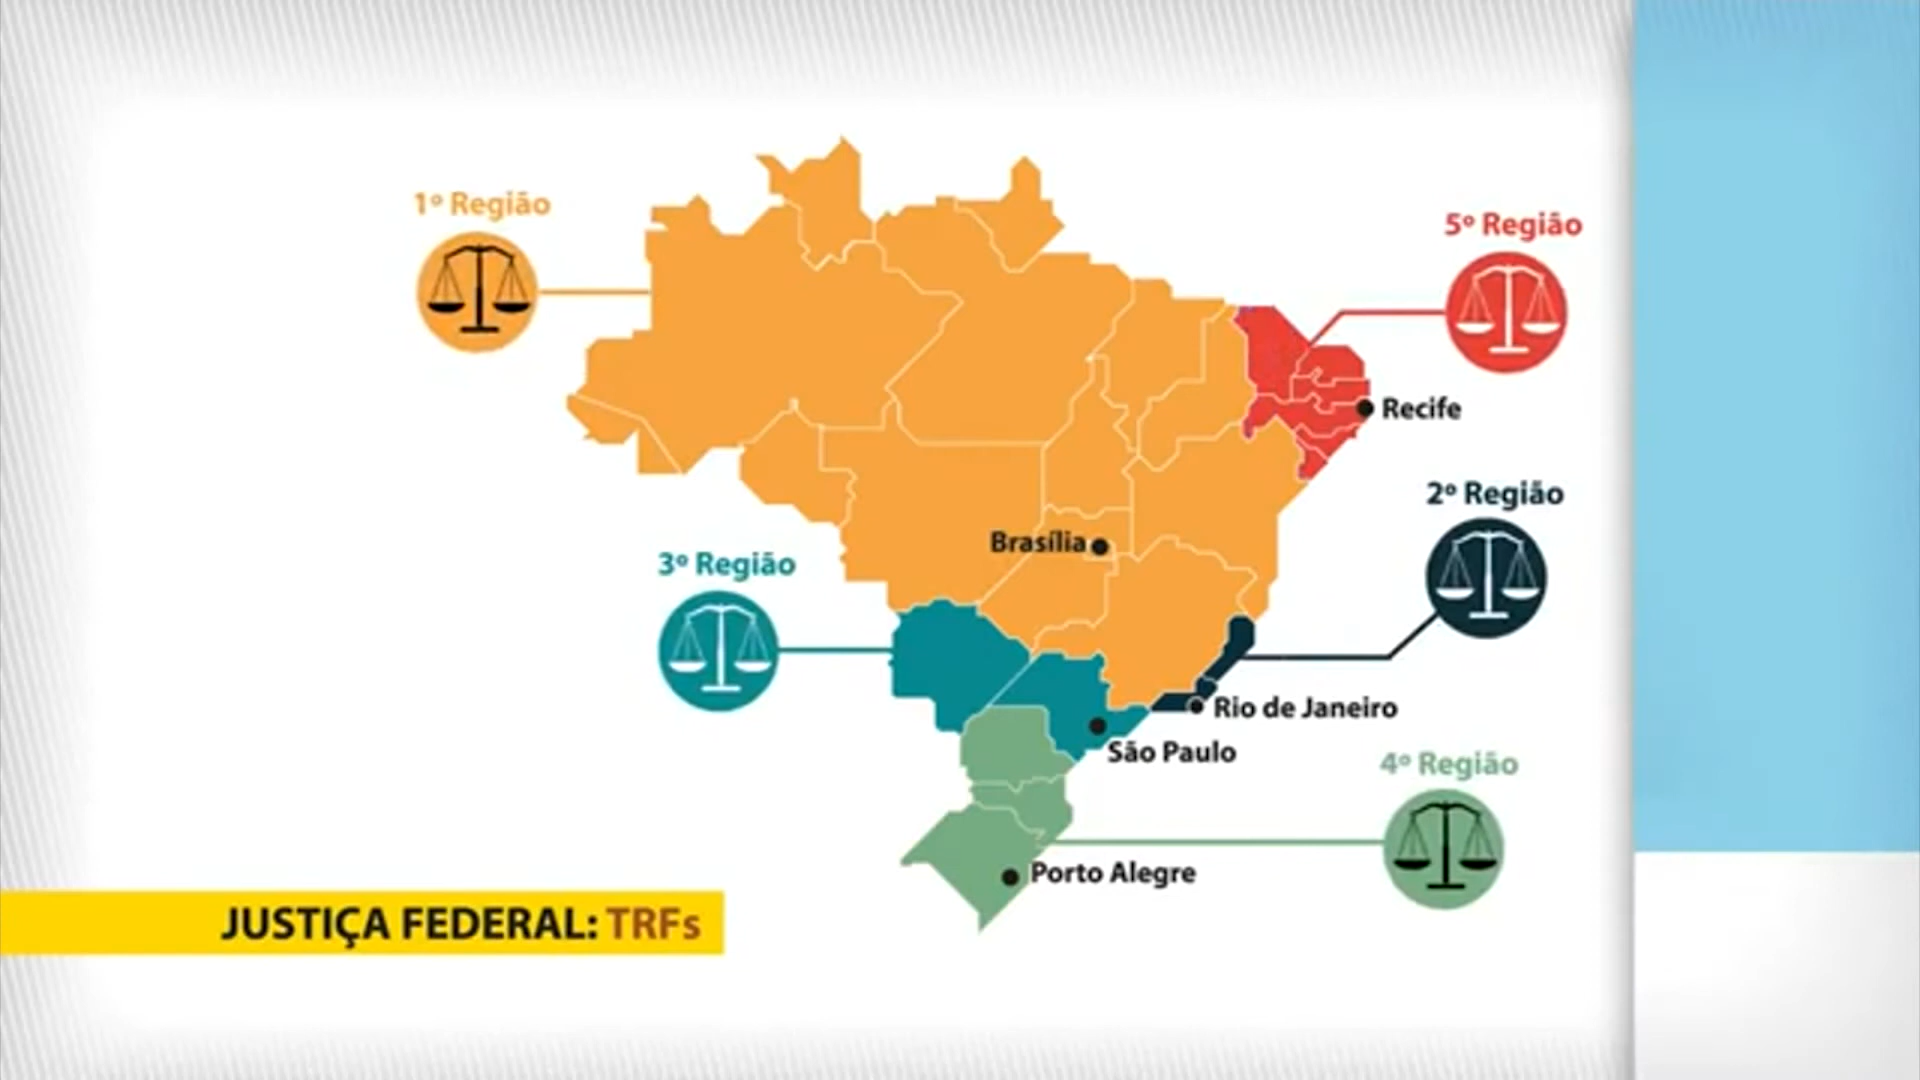 1º Região
5º Região
Recife
2º Região
Brasília
3º Região
Rio de Janeiro
São Paulo
4º Região
Porto Alegre
JUSTIÇA FEDERAL: TRFs